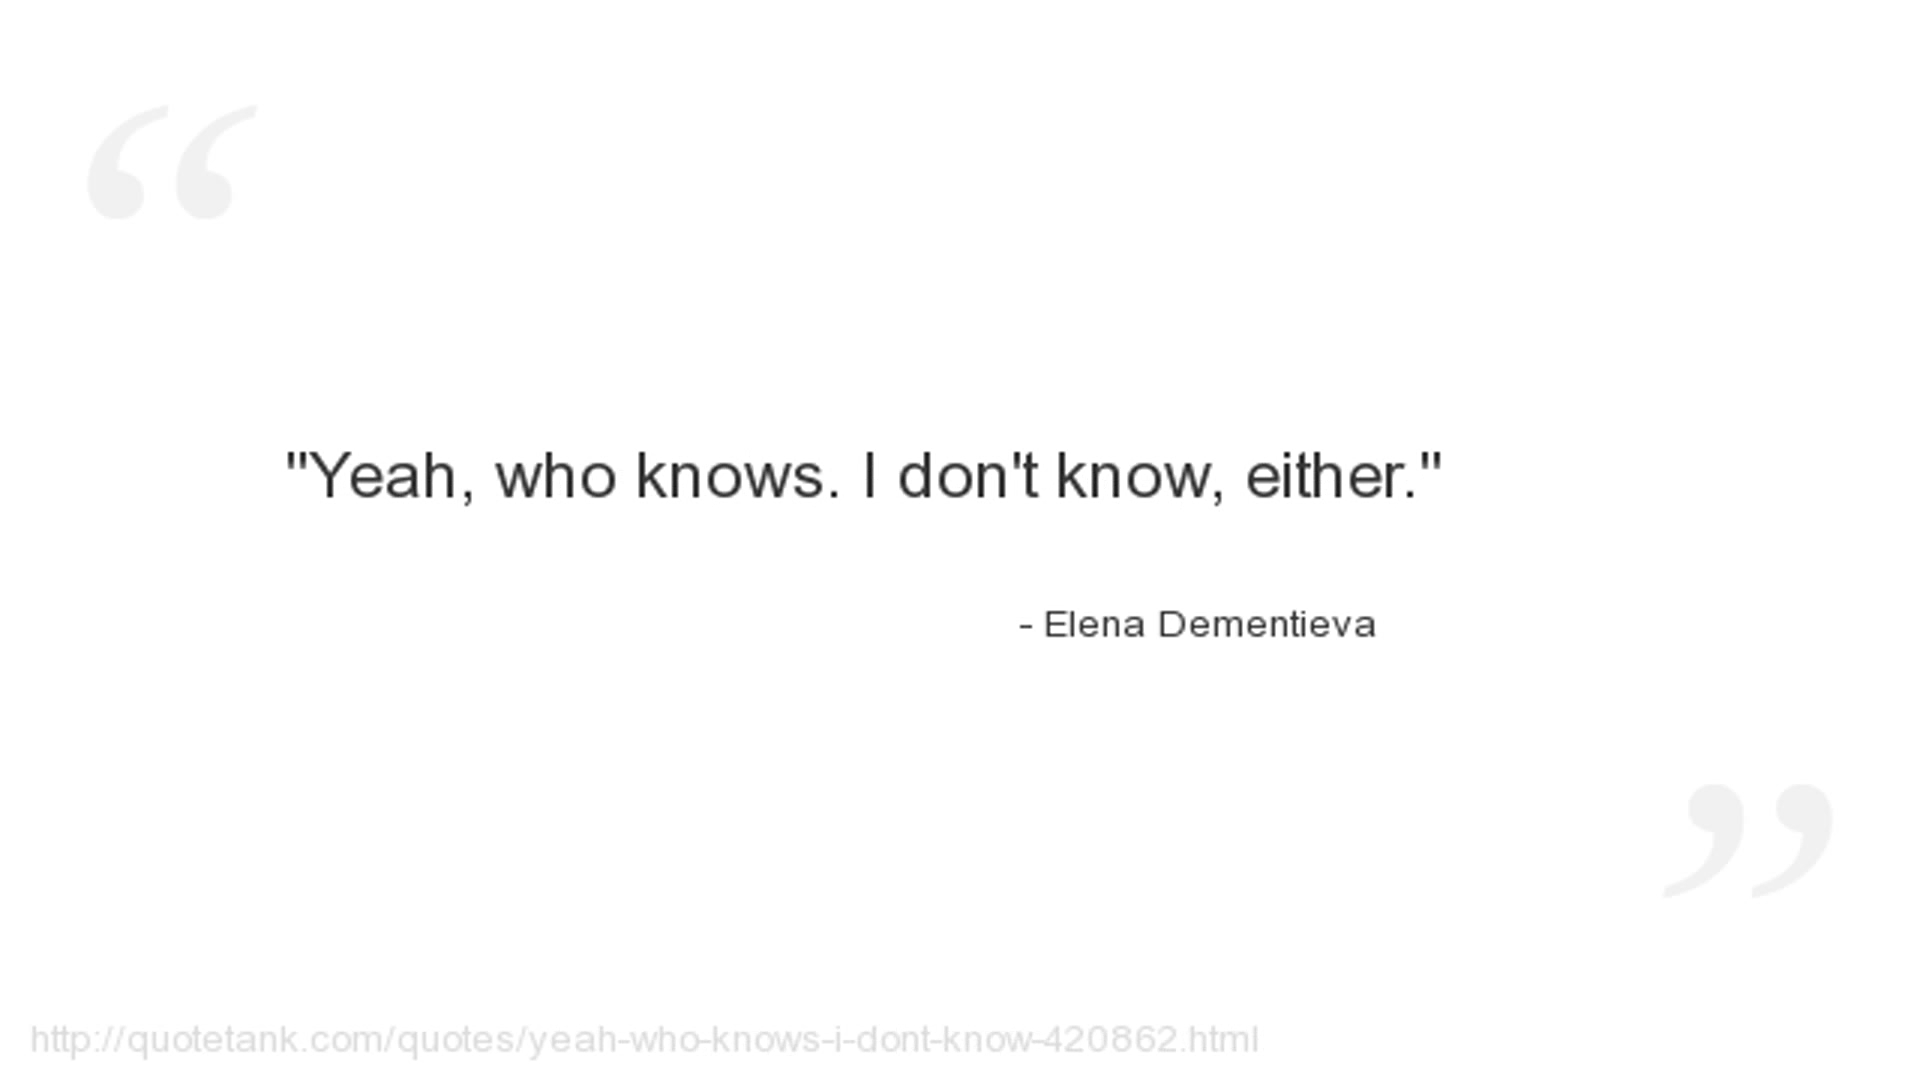 "Yeah, who knows. I don't know, either."
- Elena Dementieva
http://quotetank.com/quotes/yeah-who-knows-i-dont-know-420862.html